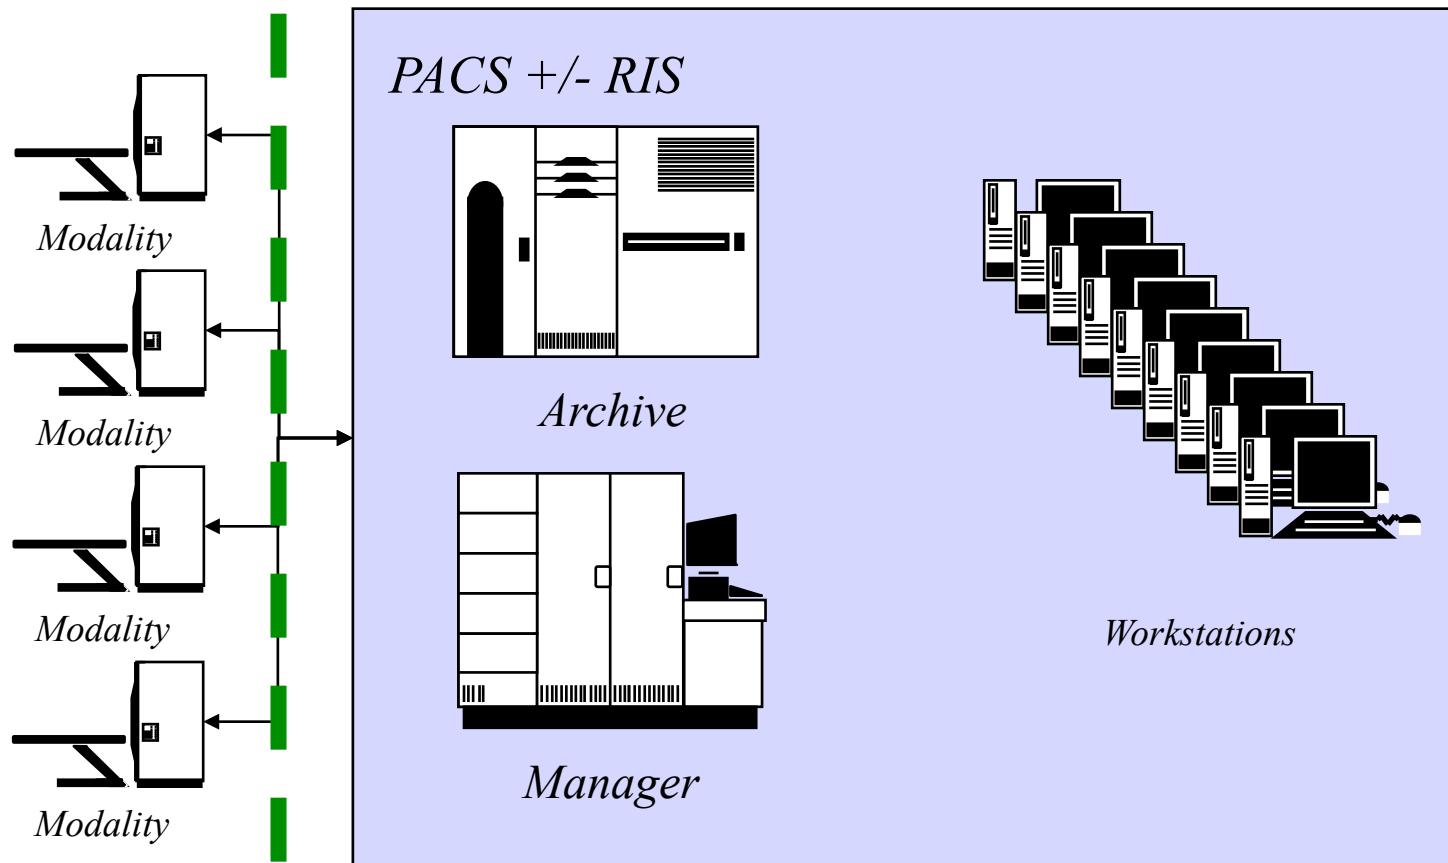 PACS +/- RIS
Modality
Modality
Modality
Modality
Archive
Manager
Workstations